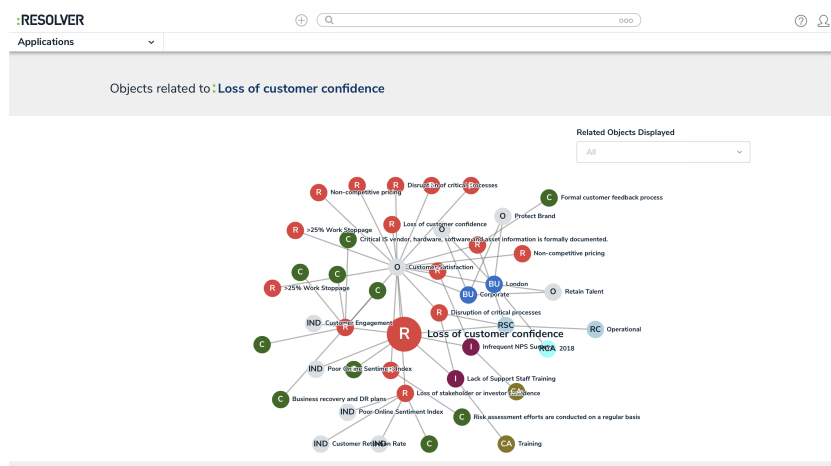 :RESOLVER
ooo
?
Applications
Objects related to : Loss of customer confidence
Related Objects Displayed
All
R
R
R
Disruption of critical processes
R
Non-competitive pricing
C
Formal customer feedback process
O
Protect Brand
R
Loss of customer confidence
R
>25% Work Stoppage
O
C
Critical IS vendor, hardware, software and asset information is formally documented.
R
R
Non-competitive pricing
O
Customer Satisfaction
R
C
C
R
>25% Work Stoppage
C
BU
London
BU
Corporate
O
Retain Talent
R
Disruption of critical processes
IND
Customer Engagement
R
R
Loss of customer confidence
RSC
RC
Operational
C
I
Infrequent NPS
RCA
2018
IND
Poor Online Sentiment Index
C
R
I
Lack of Support Staff Training
R
Loss of stakeholder or investor confidence
CA
C
Business recovery and DR plans
IND
Poor Online Sentiment Index
C
Risk assessment efforts are conducted on a regular basis
IND
Customer Retention Rate
IND
C
CA
Training